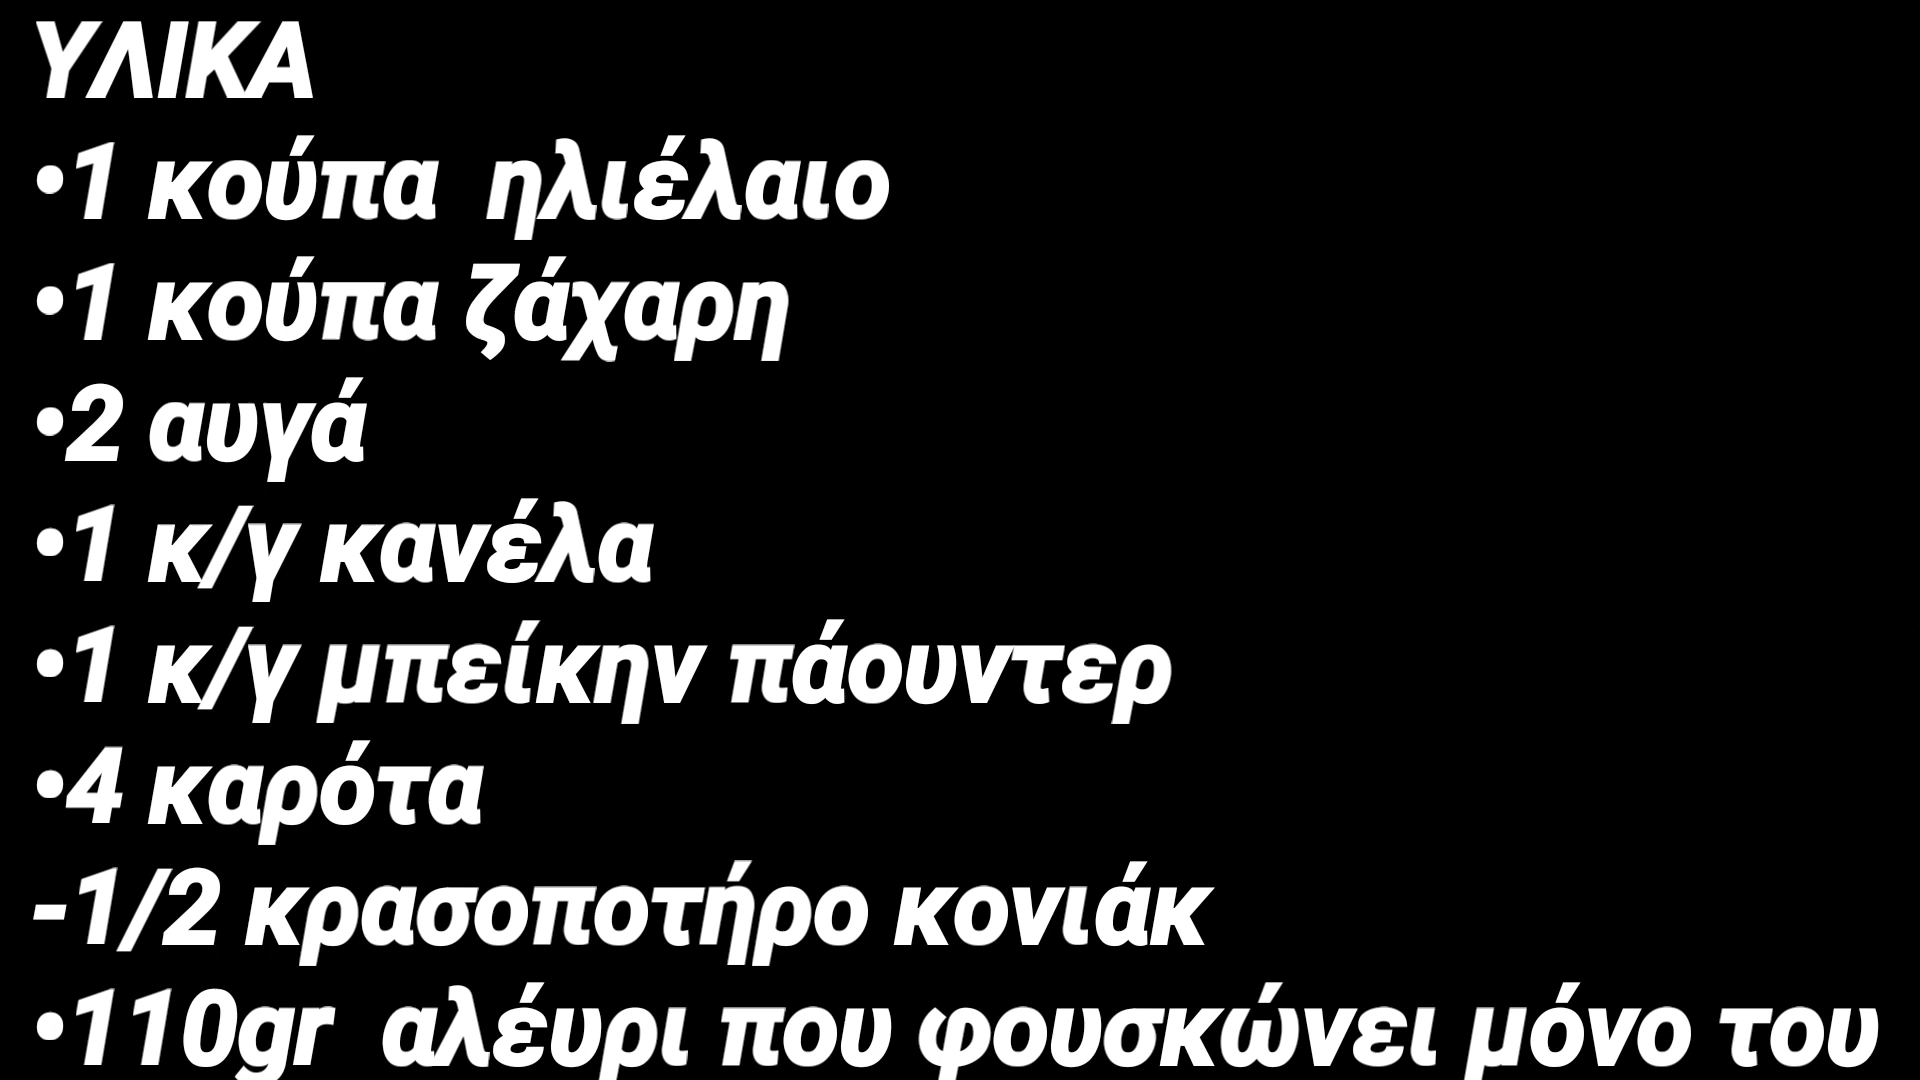 ΥΛΙΚΑ
•1 κούπα  ηλιέλαιο
•1 κούπα ζάχαρη
•2 αυγά
•1 κ/γ κανέλα
•1 κ/γ μπείκην πάουντερ
•4 καρότα
-1/2 κρασοποτήρο κονιάκ
•110gr  αλέυρι που φουσκώνει μόνο του